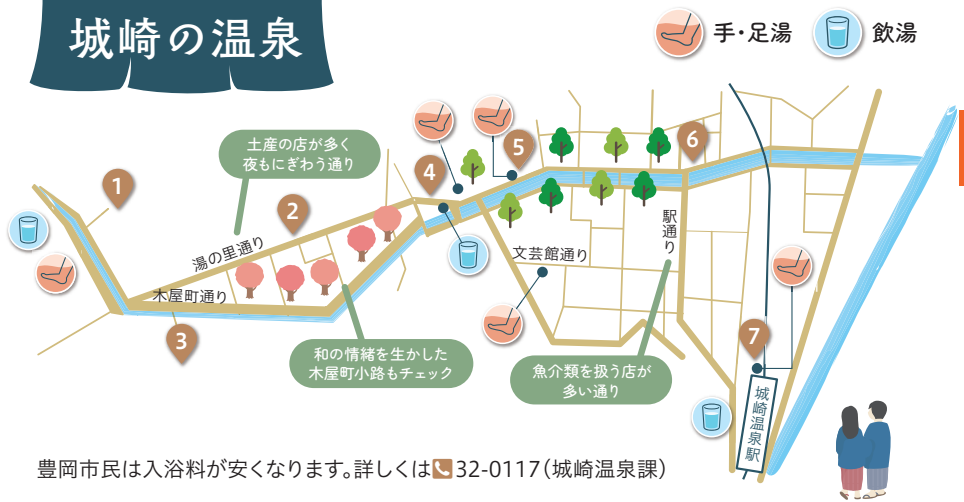 城崎の温泉
手・足湯
飲湯
土産の店が多く
夜もにぎわう通り
1
2
3
4
5
6
7
湯の里通り
木屋町通り
文芸館通り
駅通り
和の情緒を生かした
木屋町小路もチェック
魚介類を扱う店が
多い通り
城崎温泉駅
豊岡市民は入浴料が安くなります。詳しくは32-0117(城崎温泉課)